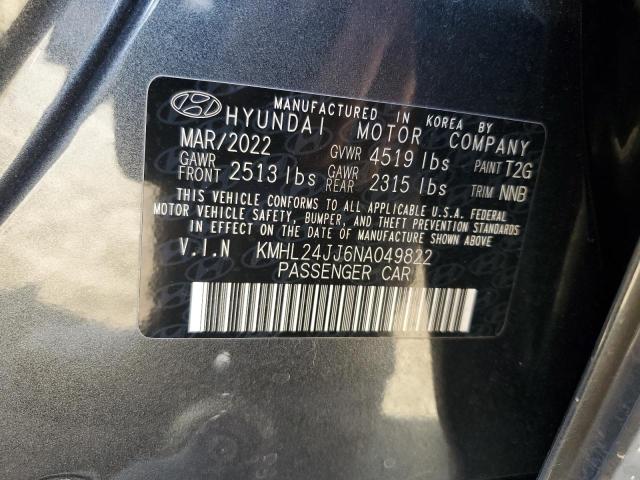 MANUFACTURED IN KOREA BY
HYUNDAI MOTOR COMPANY
MAR/2022 GVWR 4519 lbs PAINT T2G
GAWR FRONT 2513 lbs GAWR REAR 2315 lbs TRIM NNB
THIS VEHICLE CONFORMS TO ALL APPLICABLE U.S.A. FEDERAL
MOTOR VEHICLE SAFETY, BUMPER, AND THEFT PREVENTION STANDARDS
IN EFFECT ON THE DATE OF MANUFACTURE SHOWN ABOVE.
V.I.N KMHL24JJ6NA049822
PASSENGER CAR